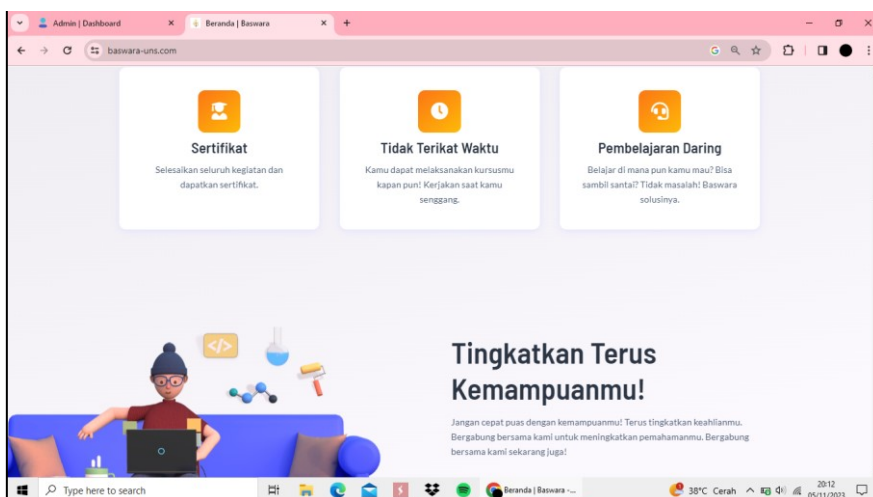 Admin | Dashboard
Beranda | Baswara
baswara-uns.com
Sertifikat
Selesaikan seluruh kegiatan dan
dapatkan sertifikat.
Tidak Terikat Waktu
Kamu dapat melaksanakan kursusmu
kapan pun! Kerjakan saat kamu
senggang.
Pembelajaran Daring
Belajar di mana pun kamu mau? Bisa
sambil santai? Tidak masalah! Baswara
solusinya.
Tingkatkan Terus
Kemampuanmu!
Jangan cepat puas dengan kemampuanmu! Terus tingkatkan keahlianmu.
Bergabung bersama kami untuk meningkatkan pemahamanmu. Bergabung
bersama kami sekarang juga!
Type here to search
Beranda | Baswara -...
38°C Cerah
20:12
05/11/2023